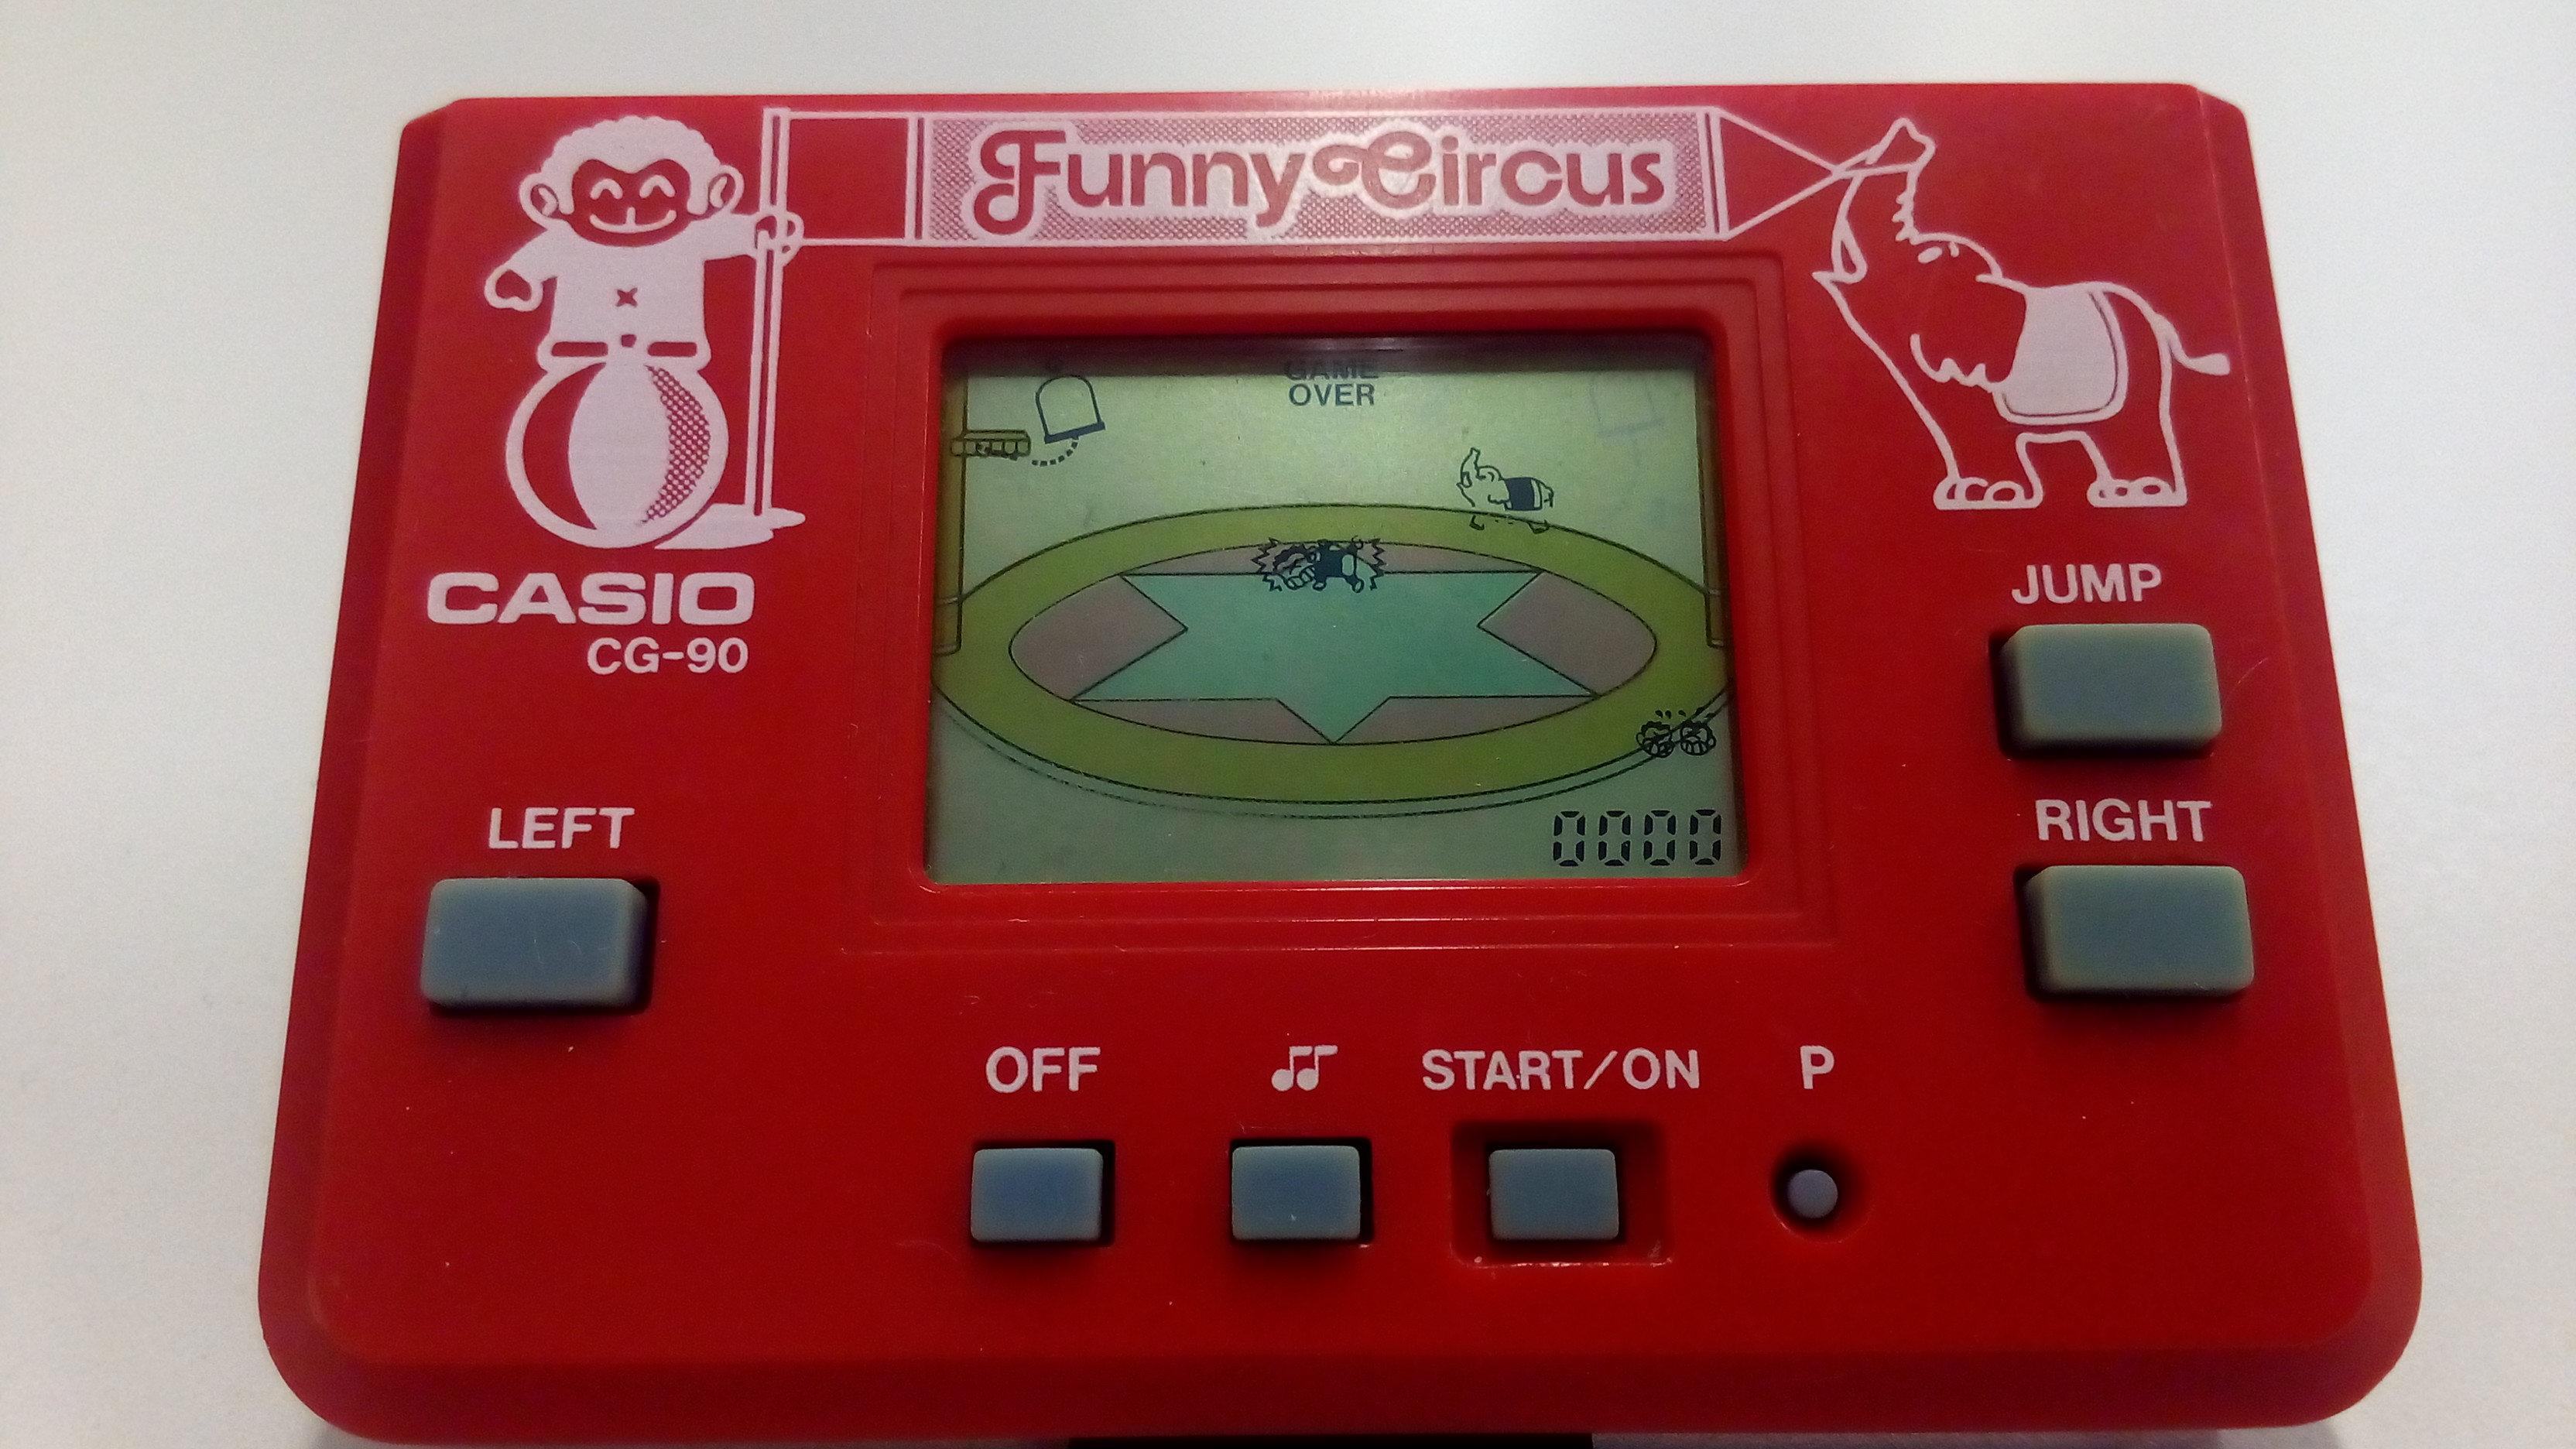 Funny Circus
GAME
OVER
CASIO
CG-90
JUMP
0000
LEFT
RIGHT
OFF
START/ON
P